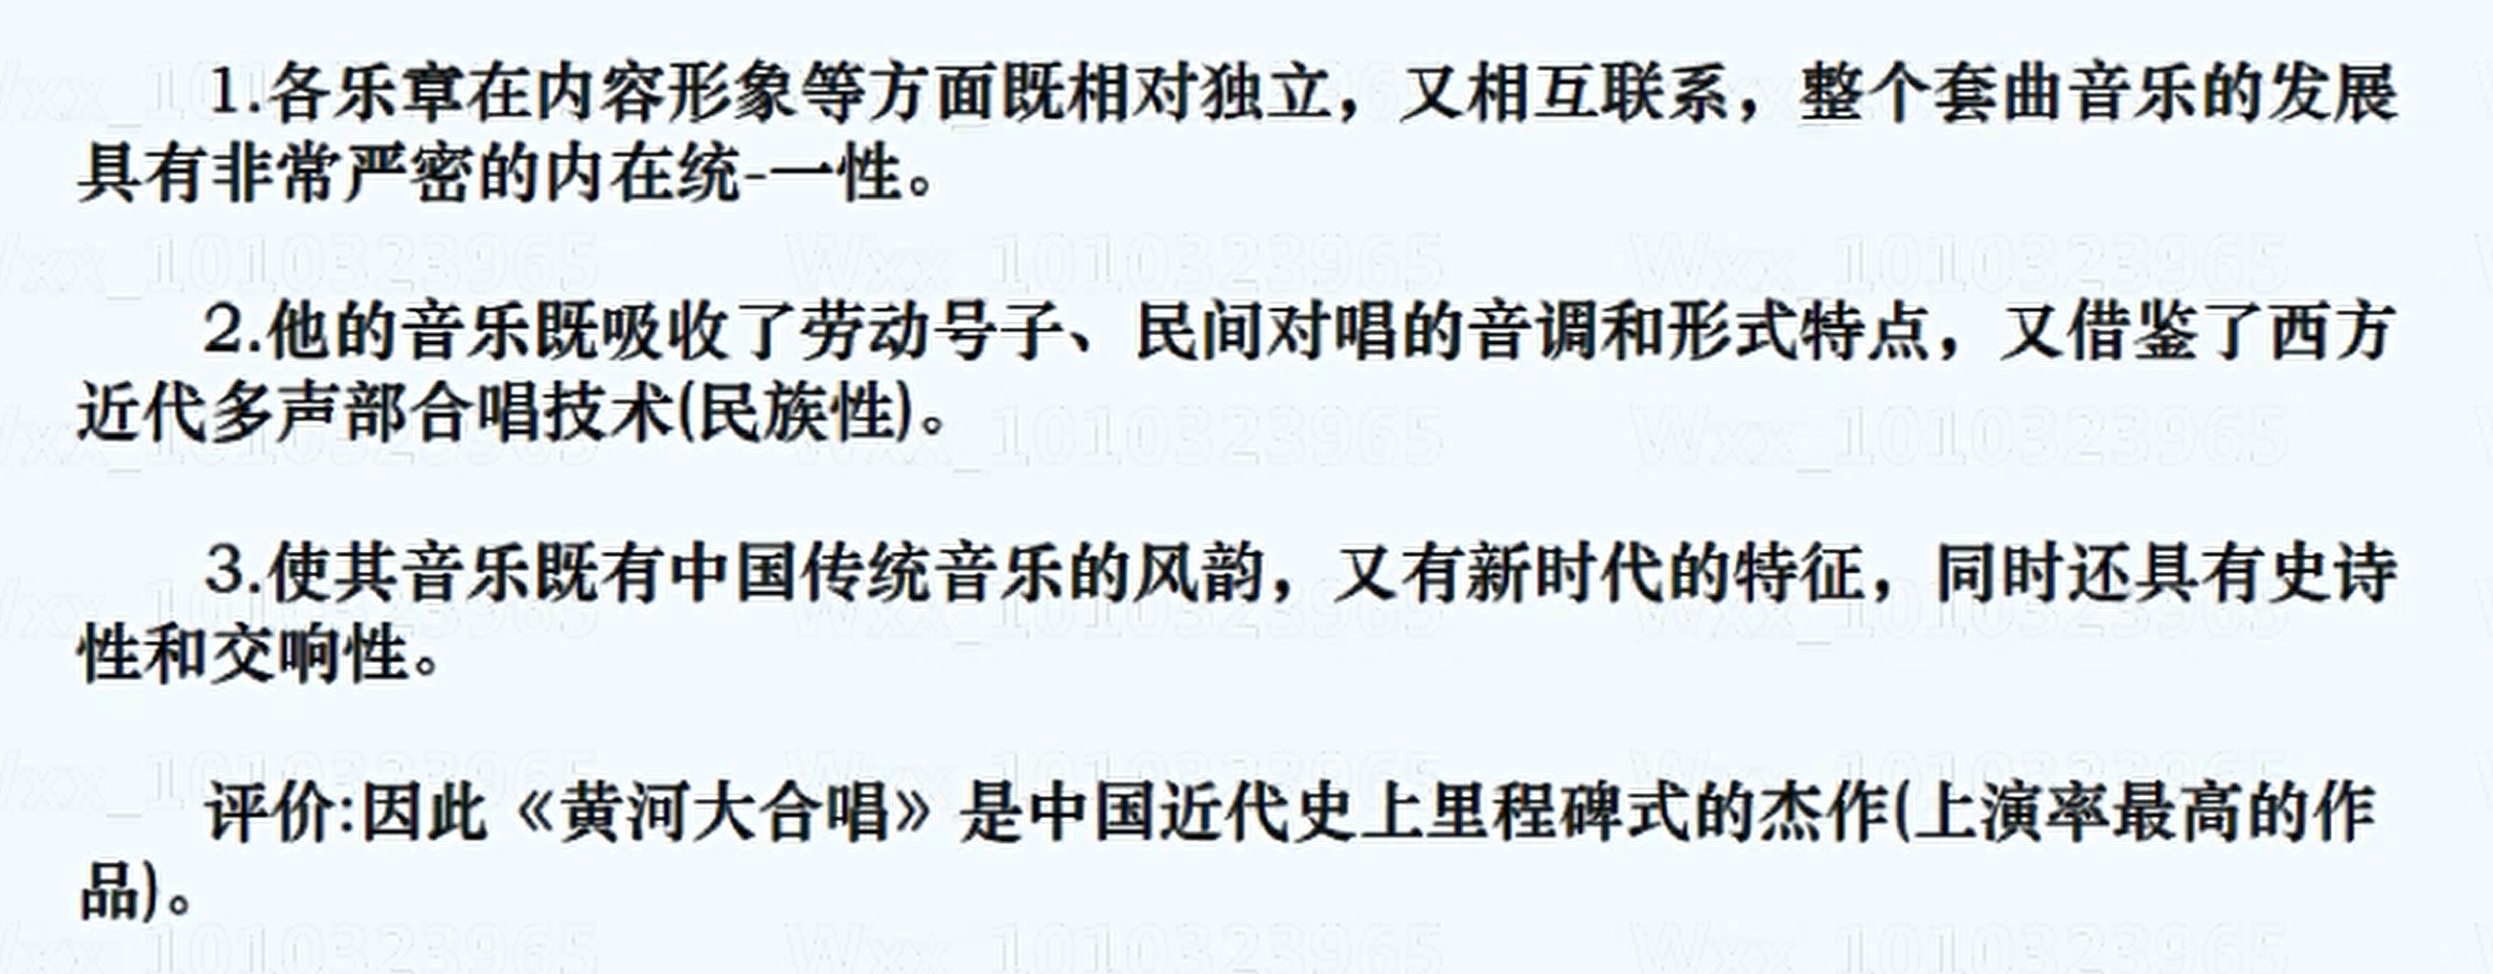 1.各乐章在内容形象等方面既相对独立，又相互联系，整个套曲音乐的发展
具有非常严密的内在统-一性。
2.他的音乐既吸收了劳动号子、民间对唱的音调和形式特点，又借鉴了西方
近代多声部合唱技术(民族性)。
3.使其音乐既有中国传统音乐的风韵，又有新时代的特征，同时还具有史诗
性和交响性。
评价:因此《黄河大合唱》是中国近代史上里程碑式的杰作(上演率最高的作
品)。
Wxx_1010323965